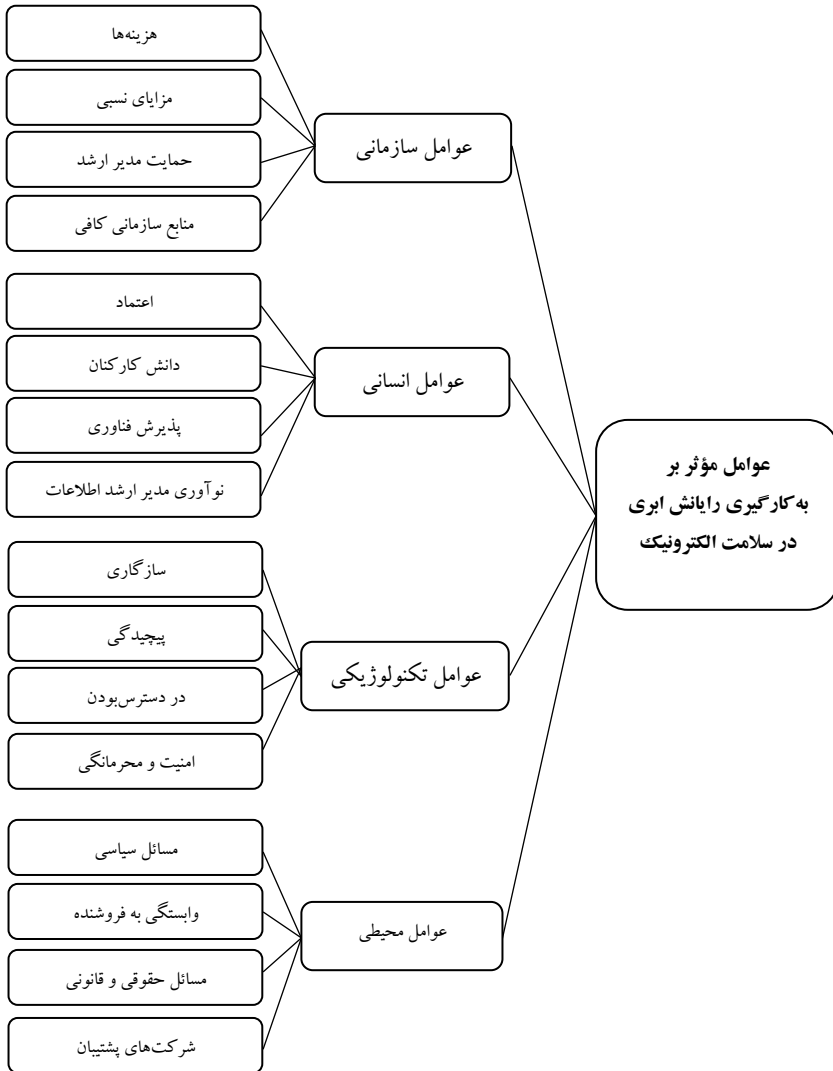 عوامل مؤثر بر
به‌کارگیری رایانش ابری
در سلامت الکترونیک
عوامل سازمانی
هزینه‌ها
مزایای نسبی
حمایت مدیر ارشد
منابع سازمانی کافی
عوامل انسانی
اعتماد
دانش کارکنان
پذیرش فناوری
نوآوری مدیر ارشد اطلاعات
عوامل تکنولوژیکی
سازگاری
پیچیدگی
در دسترس‌بودن
امنیت و محرمانگی
عوامل محیطی
مسائل سیاسی
وابستگی به فروشنده
مسائل حقوقی و قانونی
شرکت‌های پشتیبان